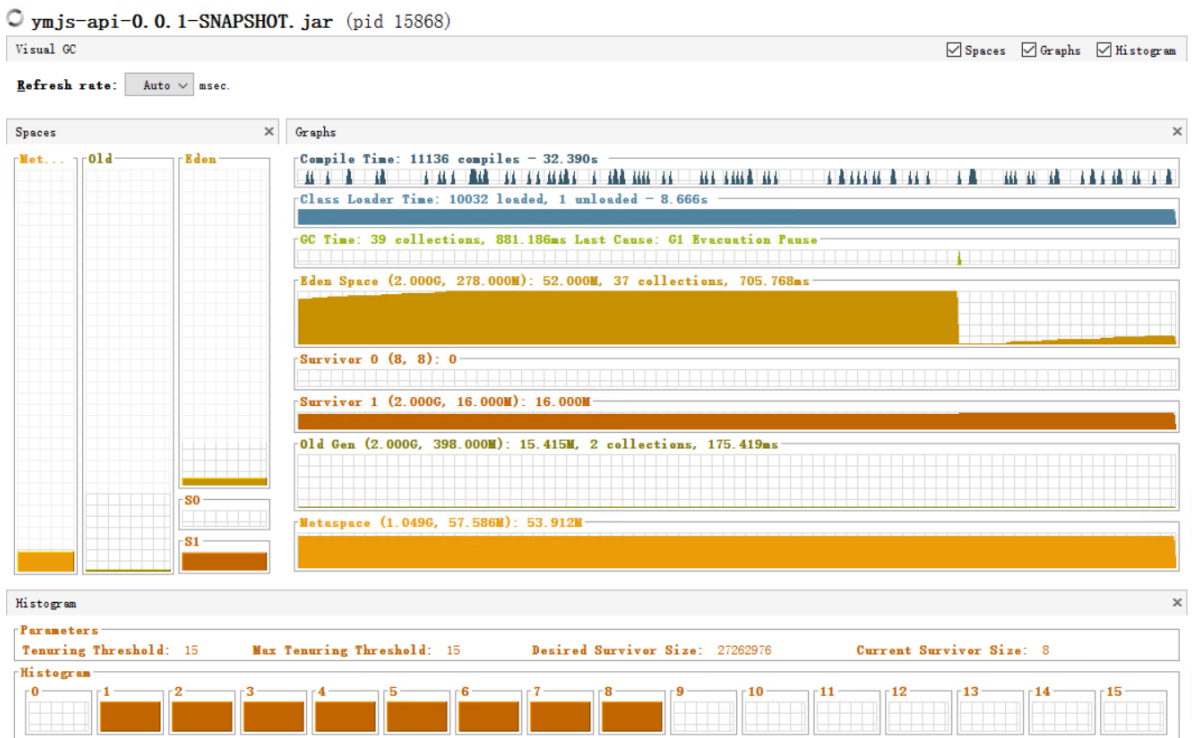 ymjs-api-0.0.1-SNAPSHOT.jar (pid 15868)
Visual GC
Spaces Graphs Histogram
Refresh rate: Auto msec.
Spaces
Met...
Old
Eden
S0
S1
Graphs
Compile Time: 11136 compiles - 32.390s
Class Loader Time: 10032 loaded, 1 unloaded - 8.666s
GC Time: 39 collections, 881.186ms Last Cause: G1 Evacuation Pause
Eden Space (2.000G, 278.000M): 52.000M, 37 collections, 705.768ms
Survivor 0 (8, 8): 0
Survivor 1 (2.000G, 16.000M): 16.000M
Old Gen (2.000G, 398.000M): 15.415M, 2 collections, 175.419ms
Metaspace (1.049G, 57.586M): 53.912M
Histogram
Parameters
Tenuring Threshold: 15 Max Tenuring Threshold: 15 Desired Survivor Size: 27262976 Current Survivor Size: 8
Histogram
0 1 2 3 4 5 6 7 8 9 10 11 12 13 14 15